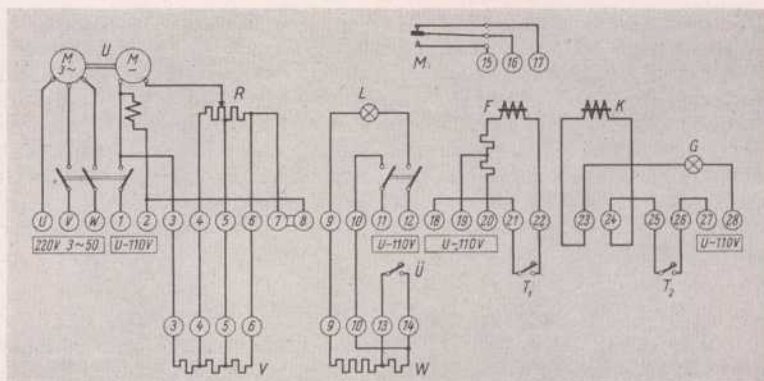 M 3~ U M –
M 15 16 17
R L F K G
U V W 1 2 3 4 5 6 7 8 9 10 11 12 18 19 20 21 22 23 24 25 26 27 28
220V 3~50 U-110V U-110V U-110V U-110V
Ü T1 T2
3 4 5 6 9 10 13 14
V W